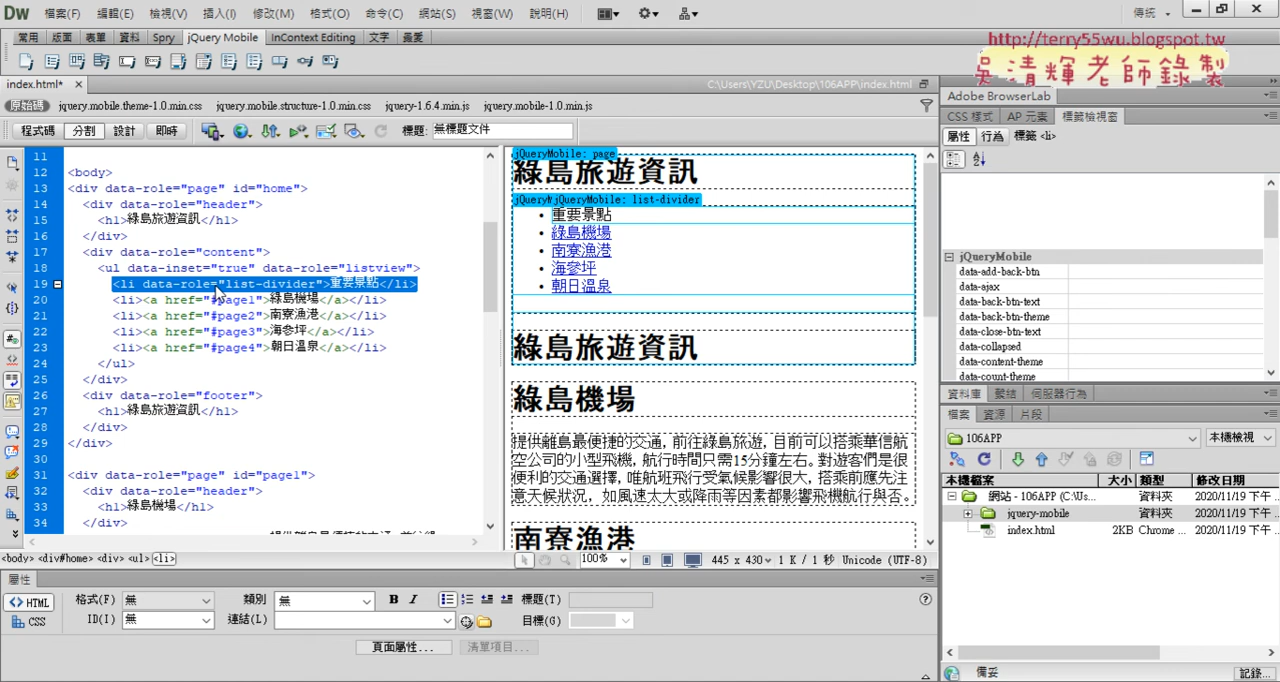 Dw 檔案(F) 編輯(E) 檢視(V) 插入(I) 修改(M) 格式(O) 命令(C) 網站(S) 視窗(W) 說明(H) 傳統
常用 版面 表單 資料 Spry jQuery Mobile InContext Editing 文字 最愛
http://terry55wu.blogspot.tw
吳清輝老師錄製
index.html* C:\Users\YZU\Desktop\106APP\index.html
原始碼 jquery.mobile.theme-1.0.min.css jquery.mobile.structure-1.0.min.css jquery-1.6.4.min.js jquery.mobile-1.0.min.js
程式碼 分割 設計 即時 標題: 無標題文件
11
12 <body>
13 <div data-role="page" id="home">
14 <div data-role="header">
15 <h1>綠島旅遊資訊</h1>
16 </div>
17 <div data-role="content">
18 <ul data-inset="true" data-role="listview">
19 <li data-role="list-divider">重要景點</li>
20 <li><a href="#page1">綠島機場</a></li>
21 <li><a href="#page2">南寮漁港</a></li>
22 <li><a href="#page3">海參坪</a></li>
23 <li><a href="#page4">朝日溫泉</a></li>
24 </ul>
25 </div>
26 <div data-role="footer">
27 <h1>綠島旅遊資訊</h1>
28 </div>
29 </div>
30
31 <div data-role="page" id="page1">
32 <div data-role="header">
33 <h1>綠島機場</h1>
34 </div>
jQueryMobile: page
綠島旅遊資訊
jQueryMobile: list-divider
• 重要景點
• 綠島機場
• 南寮漁港
• 海參坪
• 朝日溫泉
綠島旅遊資訊
綠島機場
提供離島最便捷的交通，前往綠島旅遊，目前可以搭乘華信航
空公司的小型飛機，航行時間只需15分鐘左右。對遊客們是很
便利的交通選擇，唯航班飛行受氣候影響很大，搭乘前應先注
意天候狀況，如風速太大或降雨等因素都影響飛機航行與否。
南寮漁港
<body> <div#home> <div> <ul> <li> 100% 445 x 430 1 K / 1 秒 Unicode (UTF-8)
屬性
HTML 格式(F) 無 類別 無 B I 標題(T)
CSS ID(I) 無 連結(L) 目標(G)
頁面屬性... 清單項目...
Adobe BrowserLab
CSS 樣式 AP 元素 標籤檢視窗
屬性 行為 標籤 <li>
jQueryMobile
data-add-back-btn
data-ajax
data-back-btn-text
data-back-btn-theme
data-close-btn-text
data-collapsed
data-content-theme
data-count-theme
資料庫 繫結 伺服器行為
檔案 資源 片段
106APP 本機檢視
本機檔案 大小 類型 修改日期
網站 - 106APP (C:\Us... 資料夾 2020/11/19 下午...
jquery-mobile 資料夾 2020/11/19 下午...
index.html 2KB Chrome ... 2020/11/19 下午...
備妥 記錄...